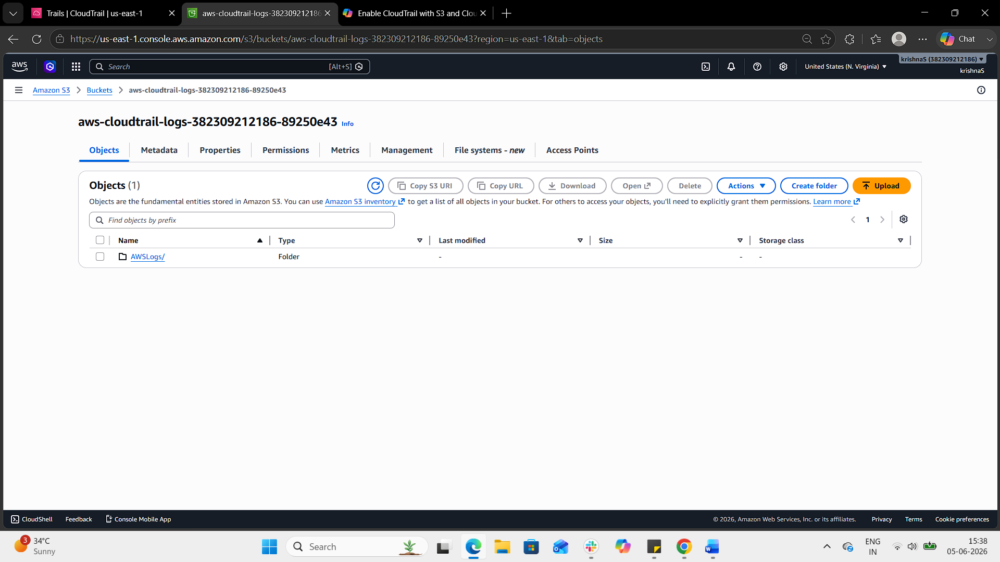 Trails | CloudTrail | us-east-1
aws-cloudtrail-logs-382309212186
Enable CloudTrail with S3 and Clou
https://us-east-1.console.aws.amazon.com/s3/buckets/aws-cloudtrail-logs-382309212186-89250e43?region=us-east-1&tab=objects
Chat
aws
Search
[Alt+S]
United States (N. Virginia)
krishnaS (382309212186)
krishnaS
Amazon S3
Buckets
aws-cloudtrail-logs-382309212186-89250e43
aws-cloudtrail-logs-382309212186-89250e43 Info
Objects
Metadata
Properties
Permissions
Metrics
Management
File systems - new
Access Points
Objects (1)
Copy S3 URI
Copy URL
Download
Open
Delete
Actions
Create folder
Upload
Objects are the fundamental entities stored in Amazon S3. You can use Amazon S3 inventory to get a list of all objects in your bucket. For others to access your objects, you'll need to explicitly grant them permissions. Learn more
Find objects by prefix
1
Name
Type
Last modified
Size
Storage class
AWSLogs/
Folder
-
-
-
CloudShell
Feedback
Console Mobile App
© 2026, Amazon Web Services, Inc. or its affiliates.
Privacy
Terms
Cookie preferences
3
34°C
Sunny
Search
ENG
IN
15:38
05-06-2026